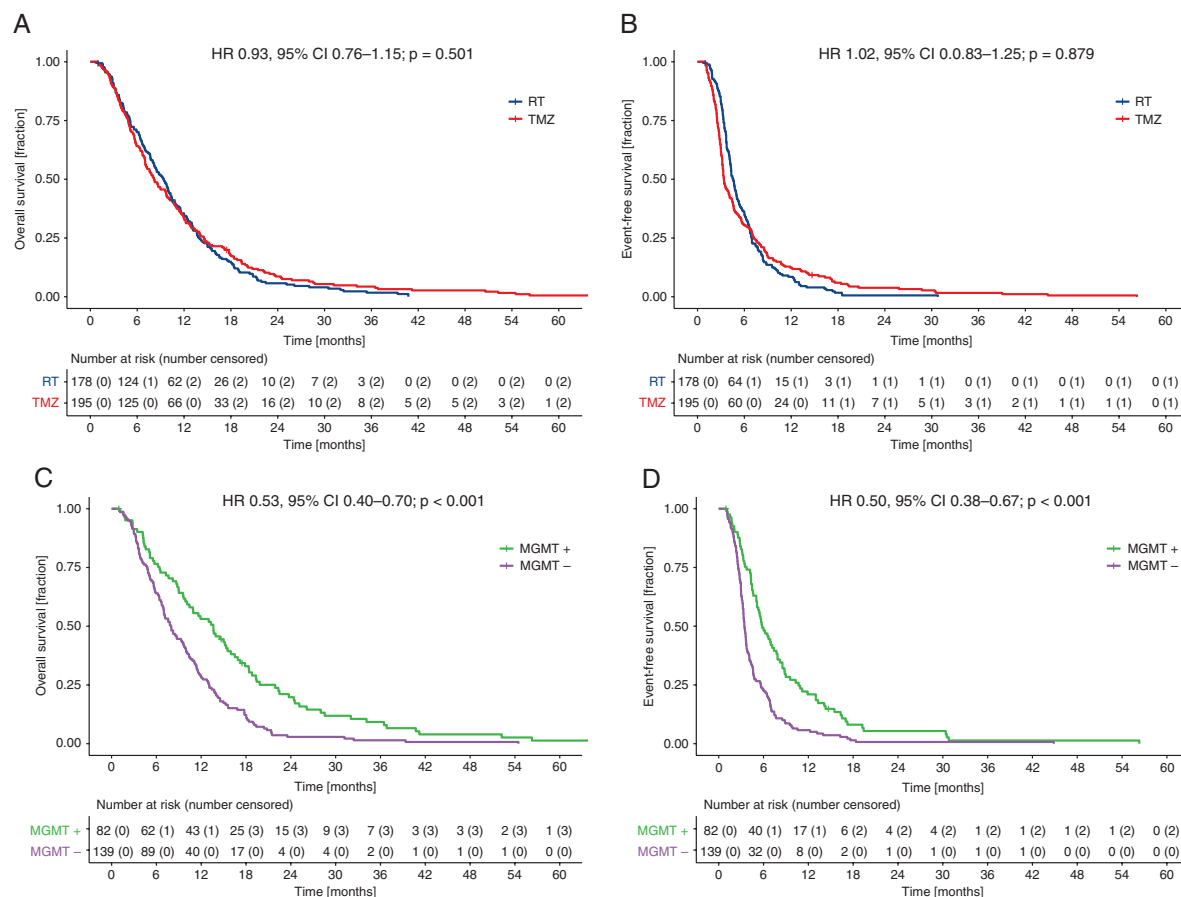 A
HR 0.93, 95% CI 0.76–1.15; p = 0.501
Overall survival [fraction]
1.00
0.75
0.50
0.25
0.00
RT
TMZ
0 6 12 18 24 30 36 42 48 54 60
Time [months]
Number at risk (number censored)
RT 178 (0) 124 (1) 62 (2) 26 (2) 10 (2) 7 (2) 3 (2) 0 (2) 0 (2) 0 (2) 0 (2)
TMZ 195 (0) 125 (0) 66 (0) 33 (2) 16 (2) 10 (2) 8 (2) 5 (2) 5 (2) 3 (2) 1 (2)
0 6 12 18 24 30 36 42 48 54 60
Time [months]
B
HR 1.02, 95% CI 0.0.83–1.25; p = 0.879
Event-free survival [fraction]
1.00
0.75
0.50
0.25
0.00
RT
TMZ
0 6 12 18 24 30 36 42 48 54 60
Time [months]
Number at risk (number censored)
RT 178 (0) 64 (1) 15 (1) 3 (1) 1 (1) 1 (1) 0 (1) 0 (1) 0 (1) 0 (1) 0 (1)
TMZ 195 (0) 60 (0) 24 (0) 11 (1) 7 (1) 5 (1) 3 (1) 2 (1) 1 (1) 1 (1) 0 (1)
0 6 12 18 24 30 36 42 48 54 60
Time [months]
C
HR 0.53, 95% CI 0.40–0.70; p < 0.001
Overall survival [fraction]
1.00
0.75
0.50
0.25
0.00
MGMT +
MGMT –
0 6 12 18 24 30 36 42 48 54 60
Time [months]
Number at risk (number censored)
MGMT + 82 (0) 62 (1) 43 (1) 25 (3) 15 (3) 9 (3) 7 (3) 3 (3) 3 (3) 2 (3) 1 (3)
MGMT – 139 (0) 89 (0) 40 (0) 17 (0) 4 (0) 4 (0) 2 (0) 1 (0) 1 (0) 1 (0) 0 (0)
0 6 12 18 24 30 36 42 48 54 60
Time [months]
D
HR 0.50, 95% CI 0.38–0.67; p < 0.001
Event-free survival [fraction]
1.00
0.75
0.50
0.25
0.00
MGMT +
MGMT –
0 6 12 18 24 30 36 42 48 54 60
Time [months]
Number at risk (number censored)
MGMT + 82 (0) 40 (1) 17 (1) 6 (2) 4 (2) 4 (2) 1 (2) 1 (2) 1 (2) 1 (2) 0 (2)
MGMT – 139 (0) 32 (0) 8 (0) 2 (0) 1 (0) 1 (0) 1 (0) 1 (0) 0 (0) 0 (0) 0 (0)
0 6 12 18 24 30 36 42 48 54 60
Time [months]